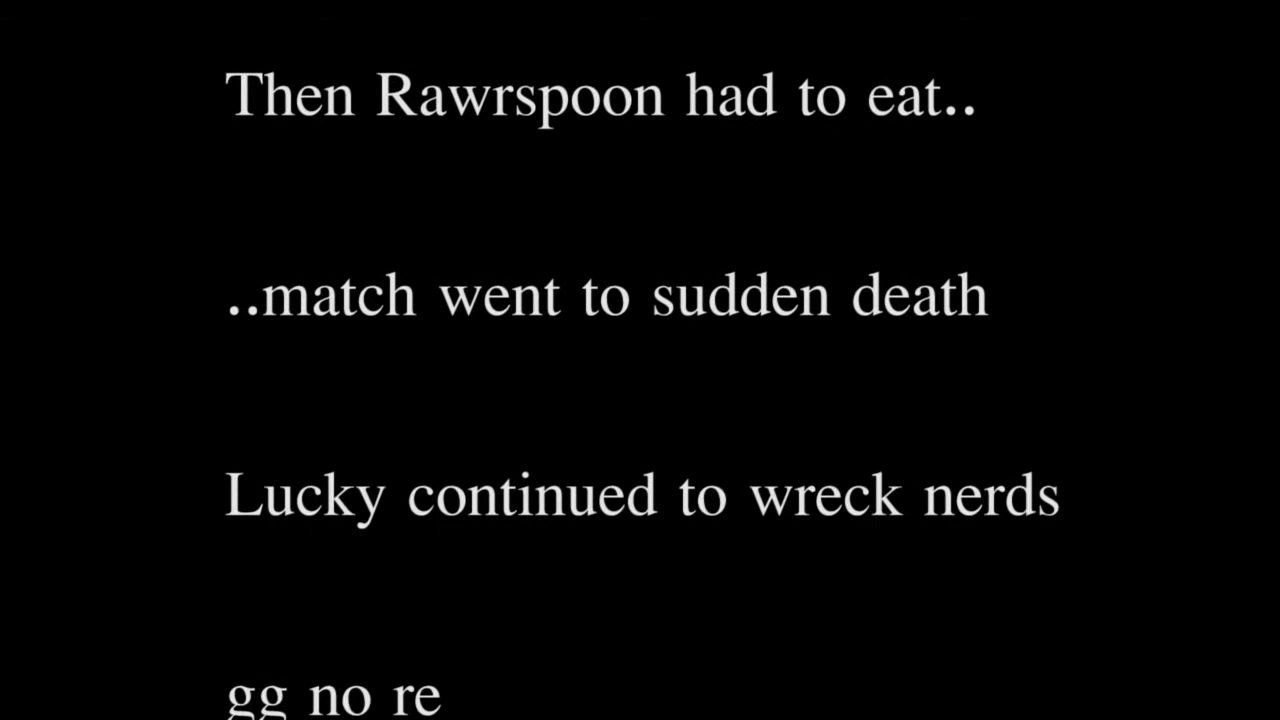 Then Rawrspoon had to eat..
..match went to sudden death
Lucky continued to wreck nerds
gg no re